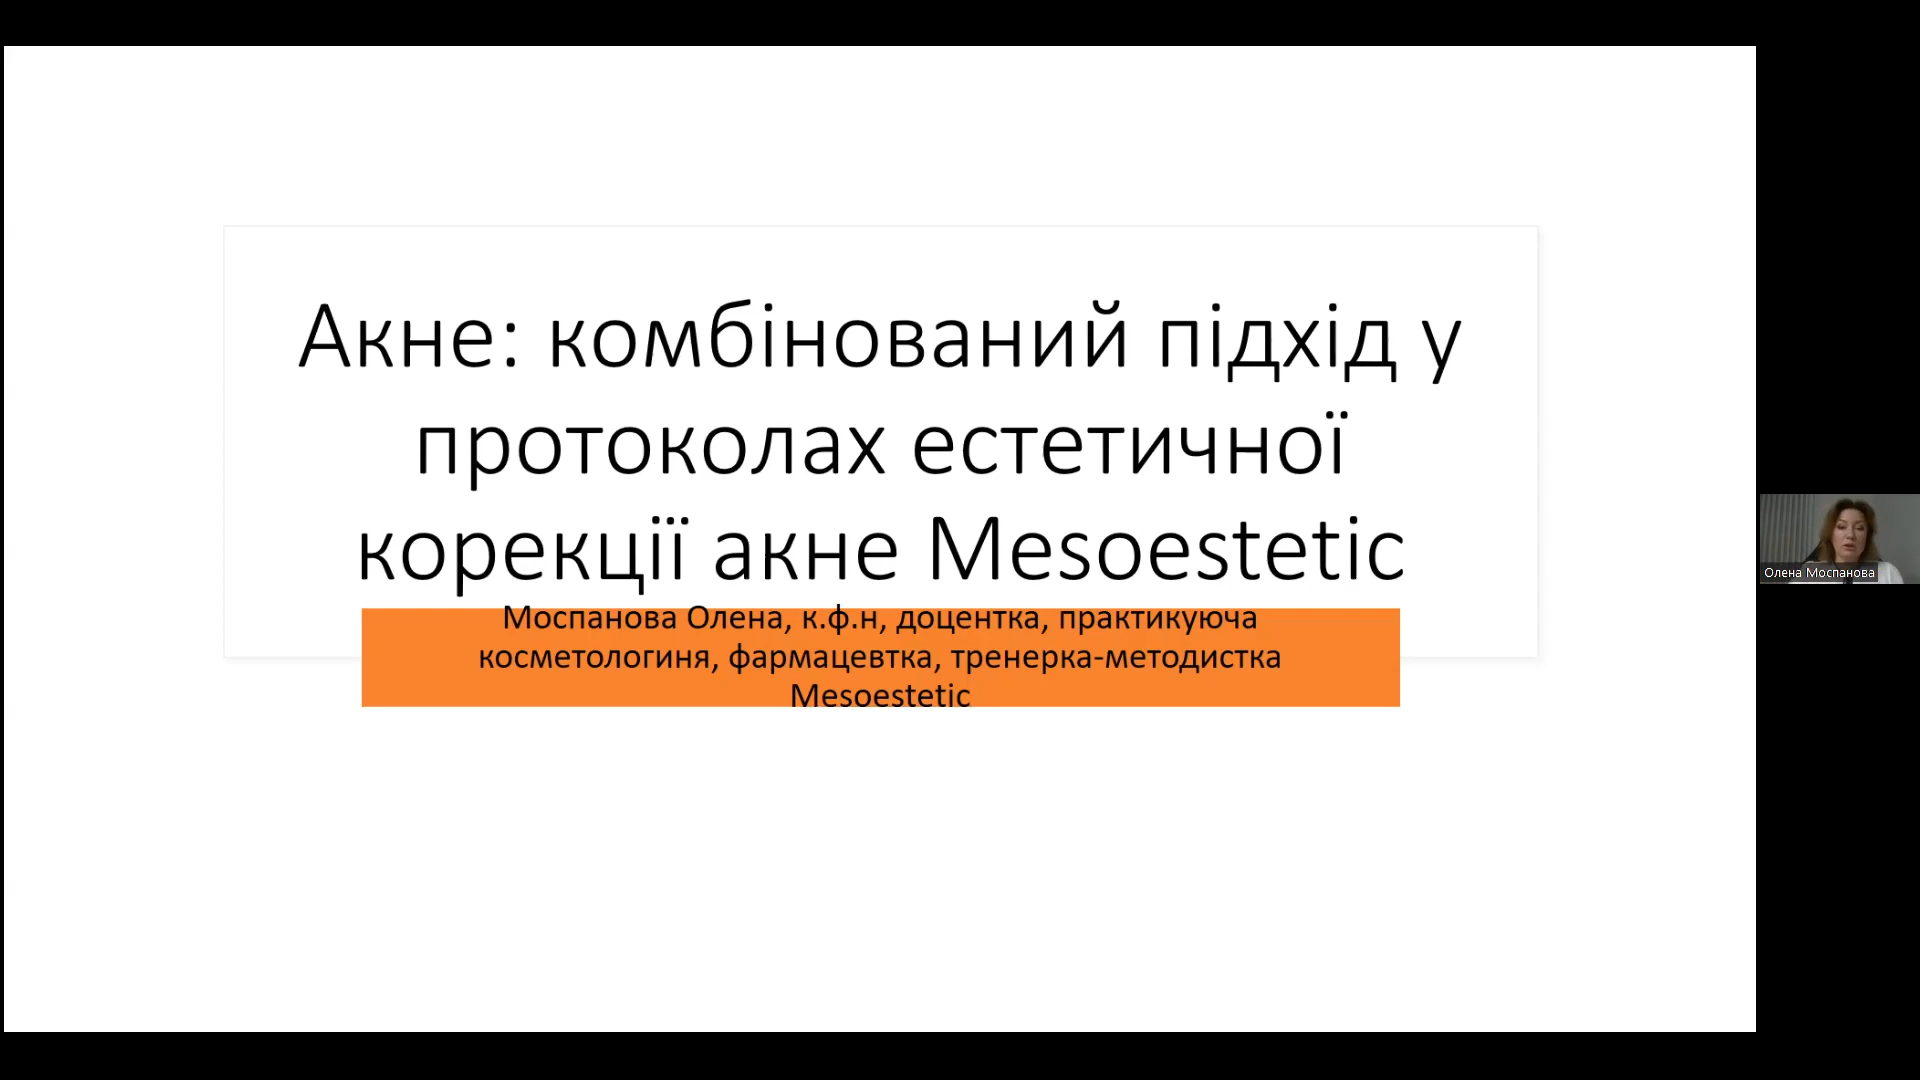 Акне: комбінований підхід у
протоколах естетичної
корекції акне Mesoestetic
Моспанова Олена, к.ф.н, доцентка, практикуюча
косметологиня, фармацевтка, тренерка-методистка
Mesoestetic
Олена Моспанова